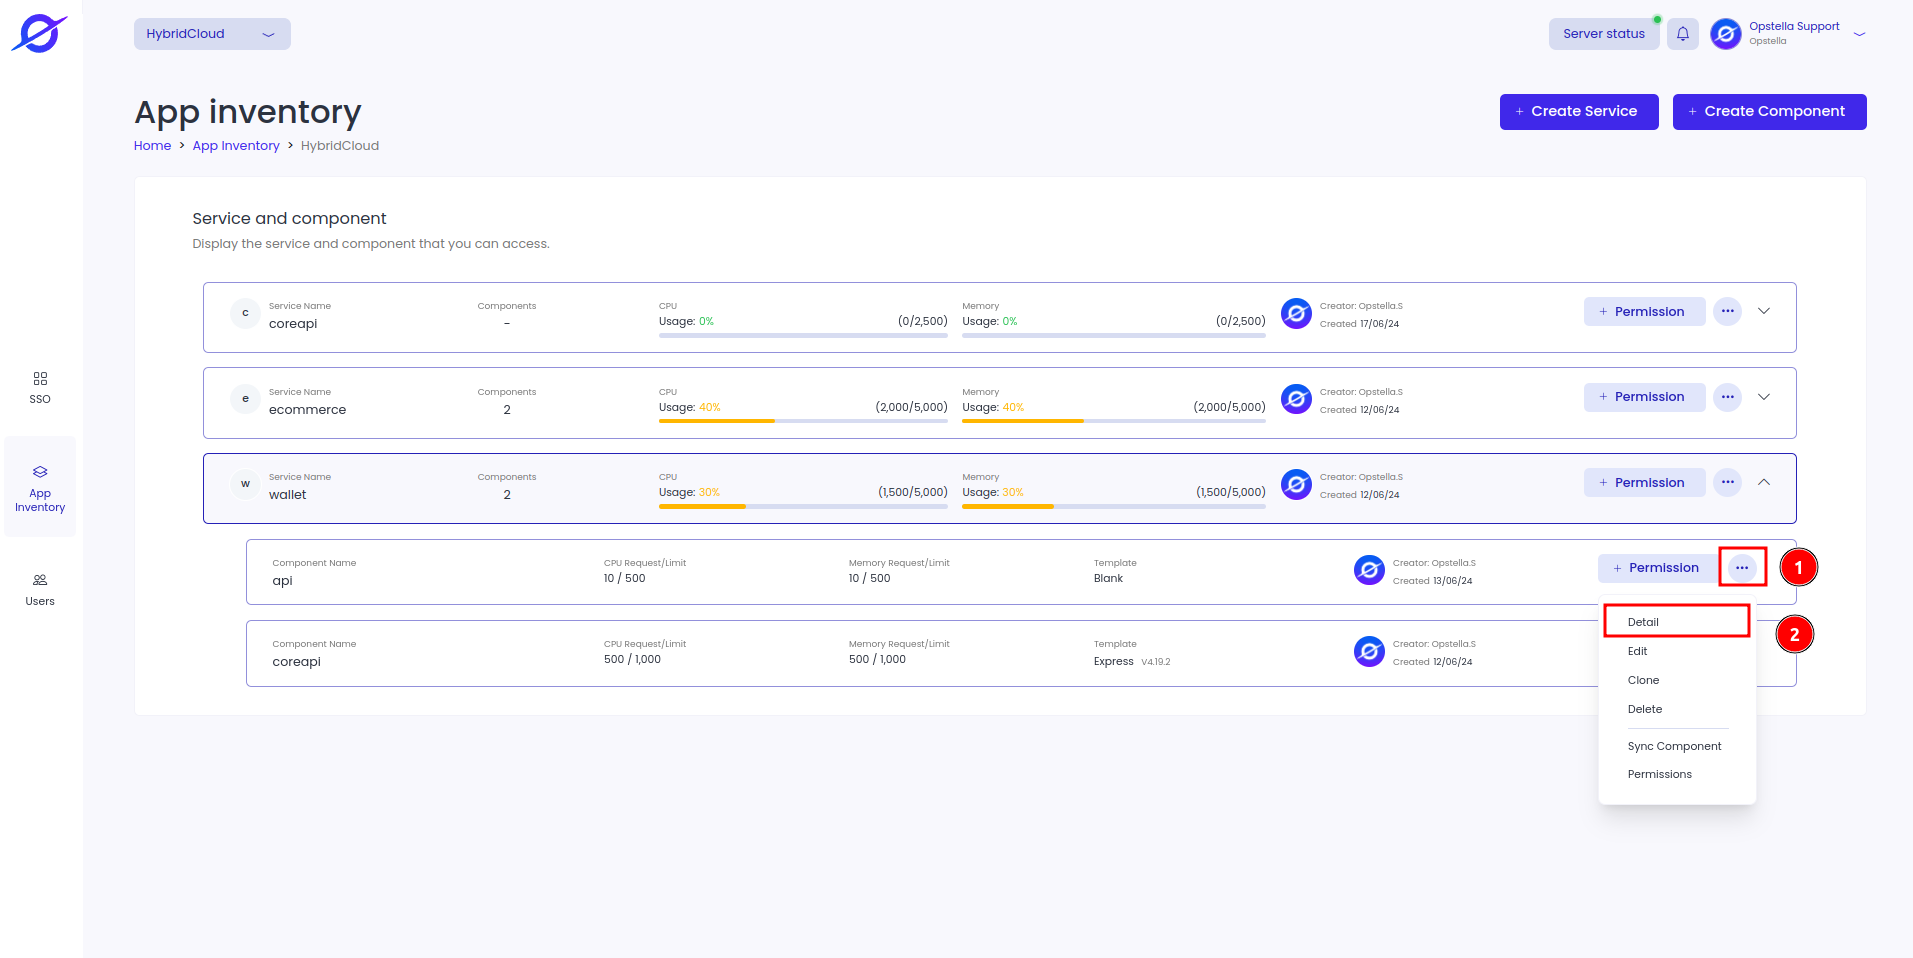 HybridCloud
Server status
Opstella Support
Opstella
App inventory
+ Create Service
+ Create Component
Home > App Inventory > HybridCloud
Service and component
Display the service and component that you can access.
c
Service Name
coreapi
Components
-
CPU
Usage: 0% (0/2,500)
Memory
Usage: 0% (0/2,500)
Creator: Opstella.S
Created 17/06/24
+ Permission
e
Service Name
ecommerce
Components
2
CPU
Usage: 40% (2,000/5,000)
Memory
Usage: 40% (2,000/5,000)
Creator: Opstella.S
Created 12/06/24
+ Permission
w
Service Name
wallet
Components
2
CPU
Usage: 30% (1,500/5,000)
Memory
Usage: 30% (1,500/5,000)
Creator: Opstella.S
Created 12/06/24
+ Permission
Component Name
api
CPU Request/Limit
10 / 500
Memory Request/Limit
10 / 500
Template
Blank
Creator: Opstella.S
Created 13/06/24
+ Permission
1
Component Name
coreapi
CPU Request/Limit
500 / 1,000
Memory Request/Limit
500 / 1,000
Template
Express V4.19.2
Creator: Opstella.S
Created 12/06/24
Detail
2
Edit
Clone
Delete
Sync Component
Permissions
SSO
App
Inventory
Users